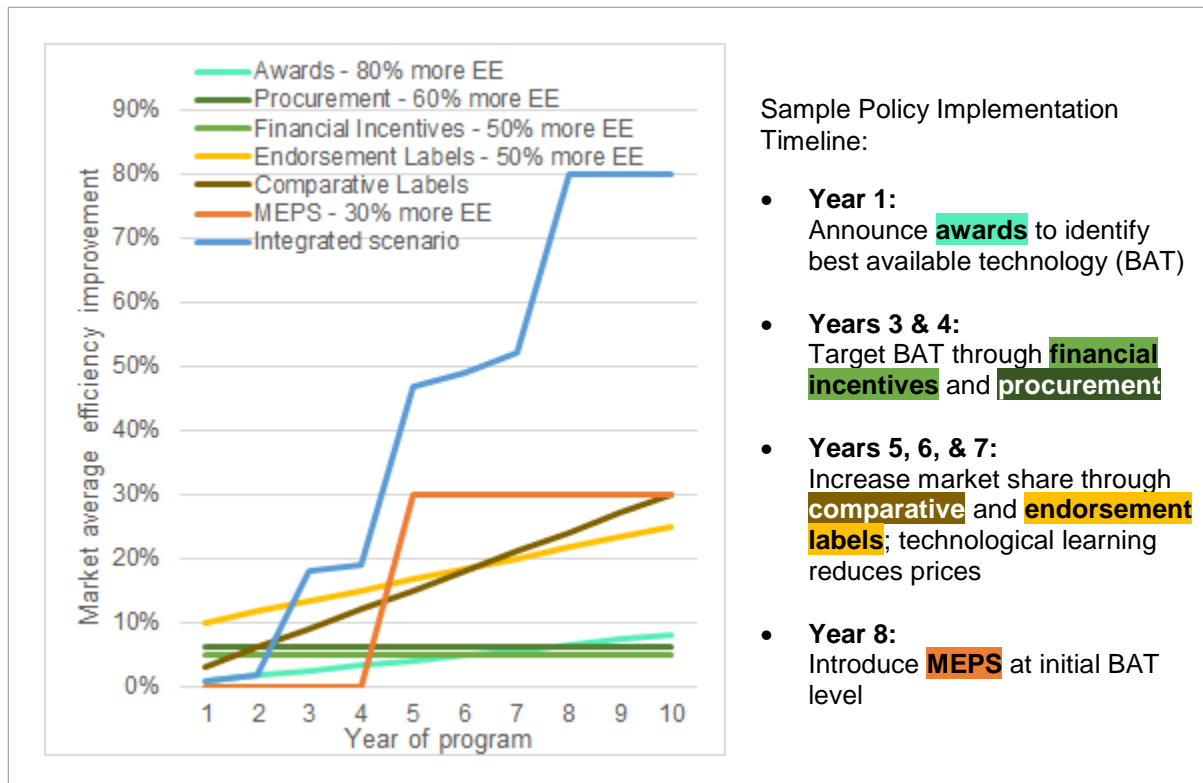 Awards - 80% more EE
Procurement - 60% more EE
Financial Incentives - 50% more EE
Endorsement Labels - 50% more EE
Comparative Labels
MEPS - 30% more EE
Integrated scenario
90%
80%
70%
60%
50%
40%
30%
20%
10%
0%
Market average efficiency improvement
1 2 3 4 5 6 7 8 9 10
Year of program
Sample Policy Implementation
Timeline:
• Year 1:
Announce awards to identify
best available technology (BAT)
• Years 3 & 4:
Target BAT through financial
incentives and procurement
• Years 5, 6, & 7:
Increase market share through
comparative and endorsement
labels; technological learning
reduces prices
• Year 8:
Introduce MEPS at initial BAT
level